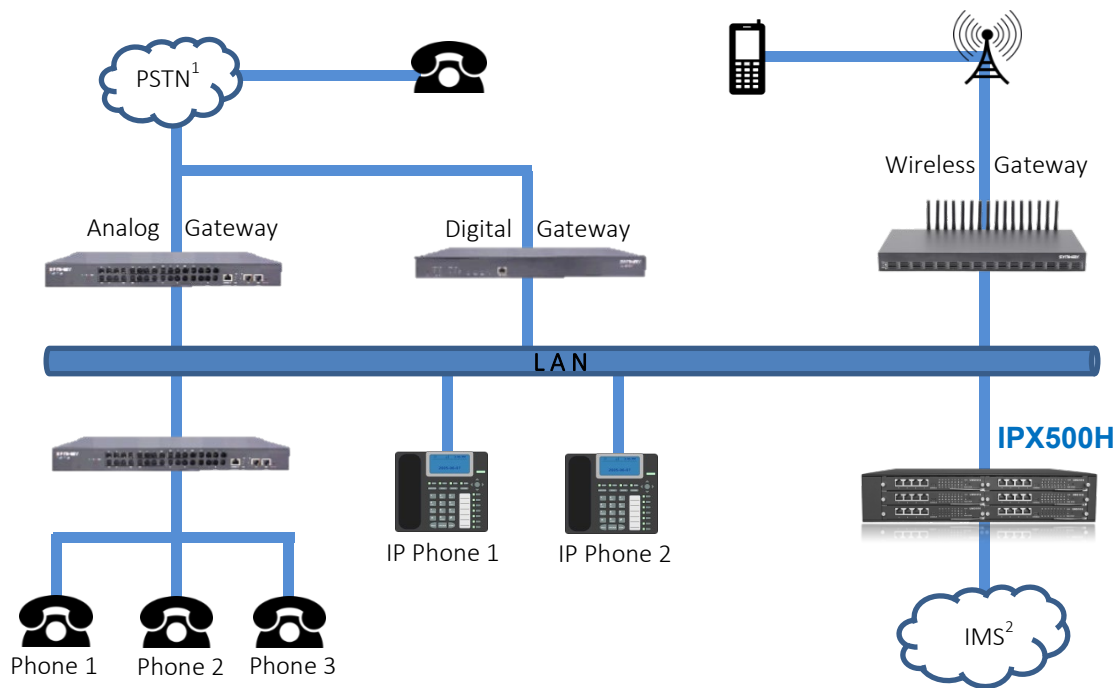 PSTN1
Wireless Gateway
Analog Gateway
Digital Gateway
LAN
IPX500H
IP Phone 1
IP Phone 2
IMS2
Phone 1
Phone 2
Phone 3